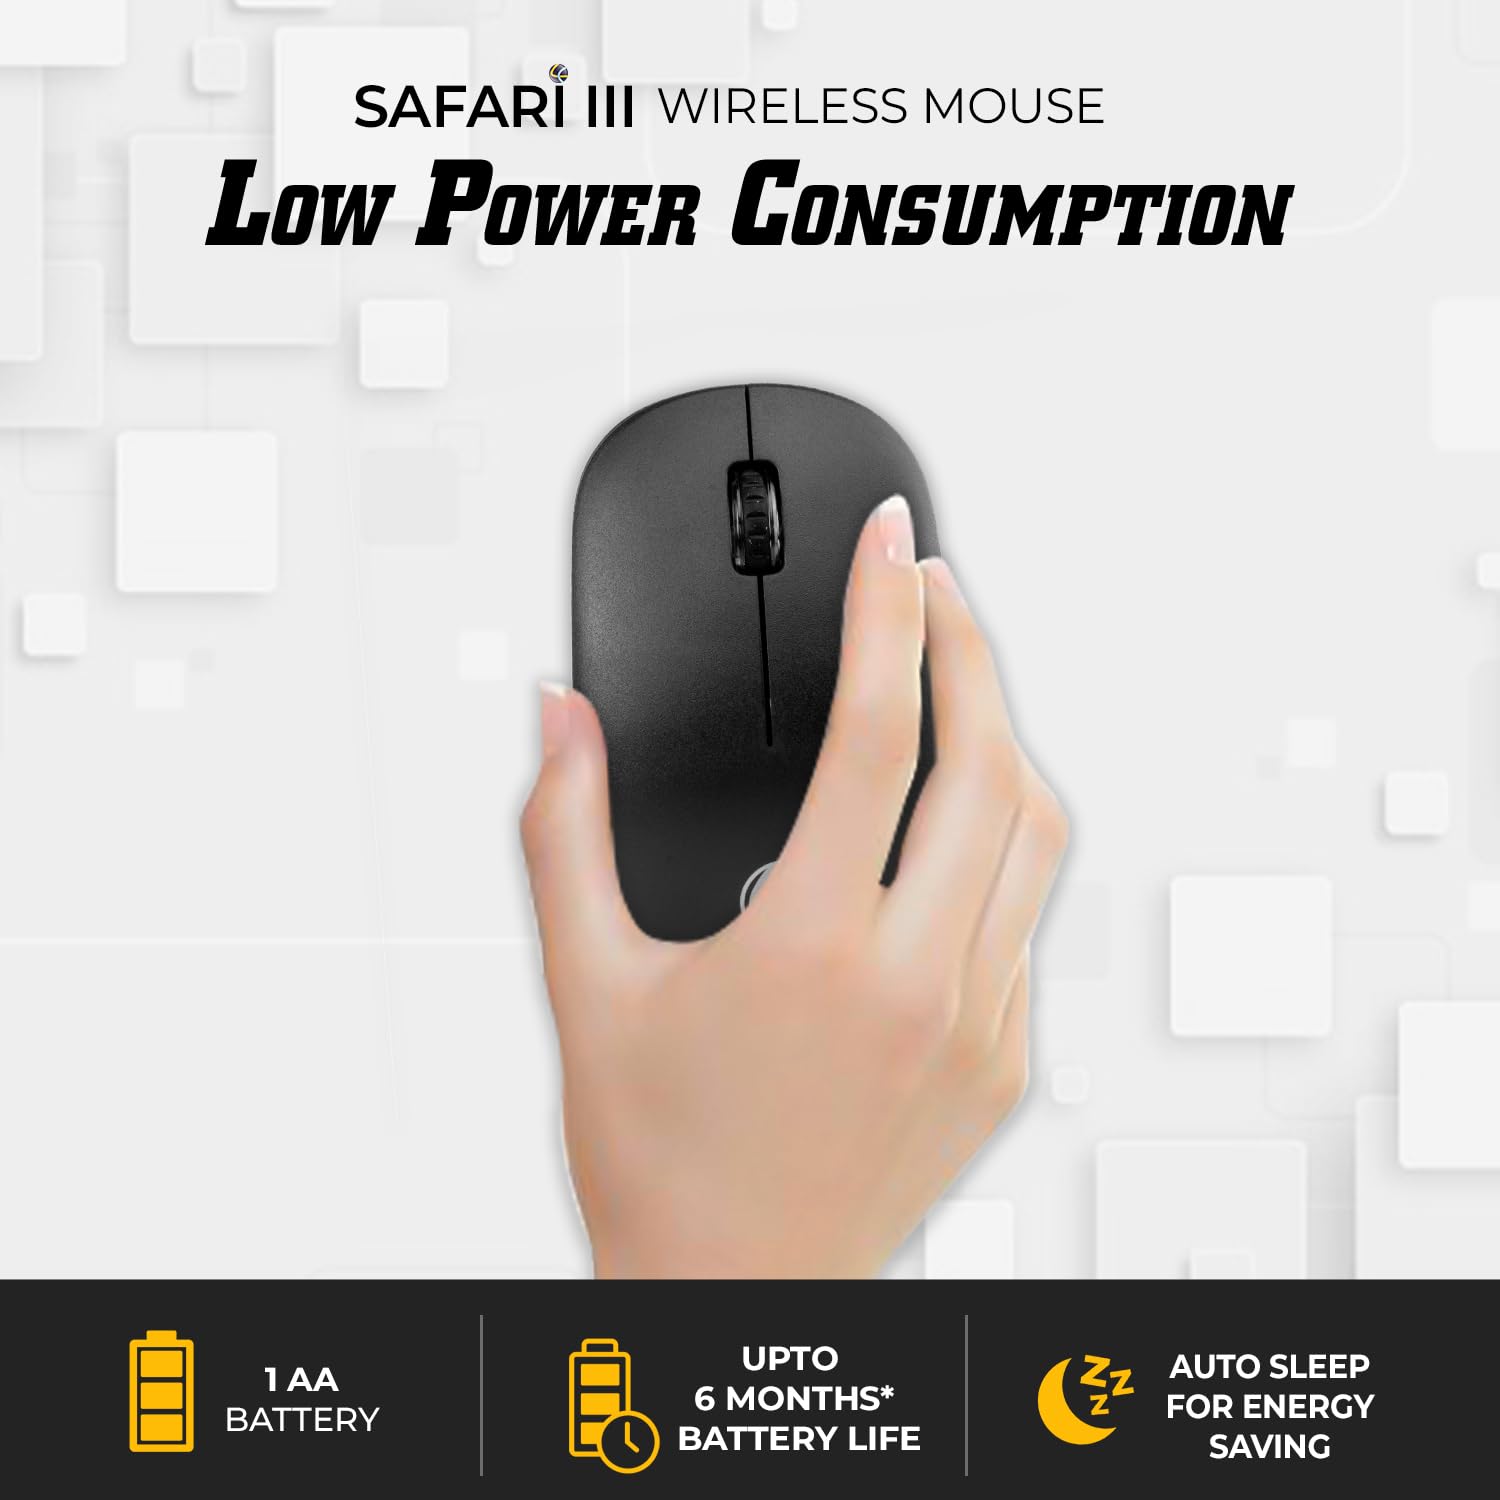 SAFARI III WIRELESS MOUSE
LOW POWER CONSUMPTION
1 AA
BATTERY
UPTO
6 MONTHS*
BATTERY LIFE
AUTO SLEEP
FOR ENERGY
SAVING